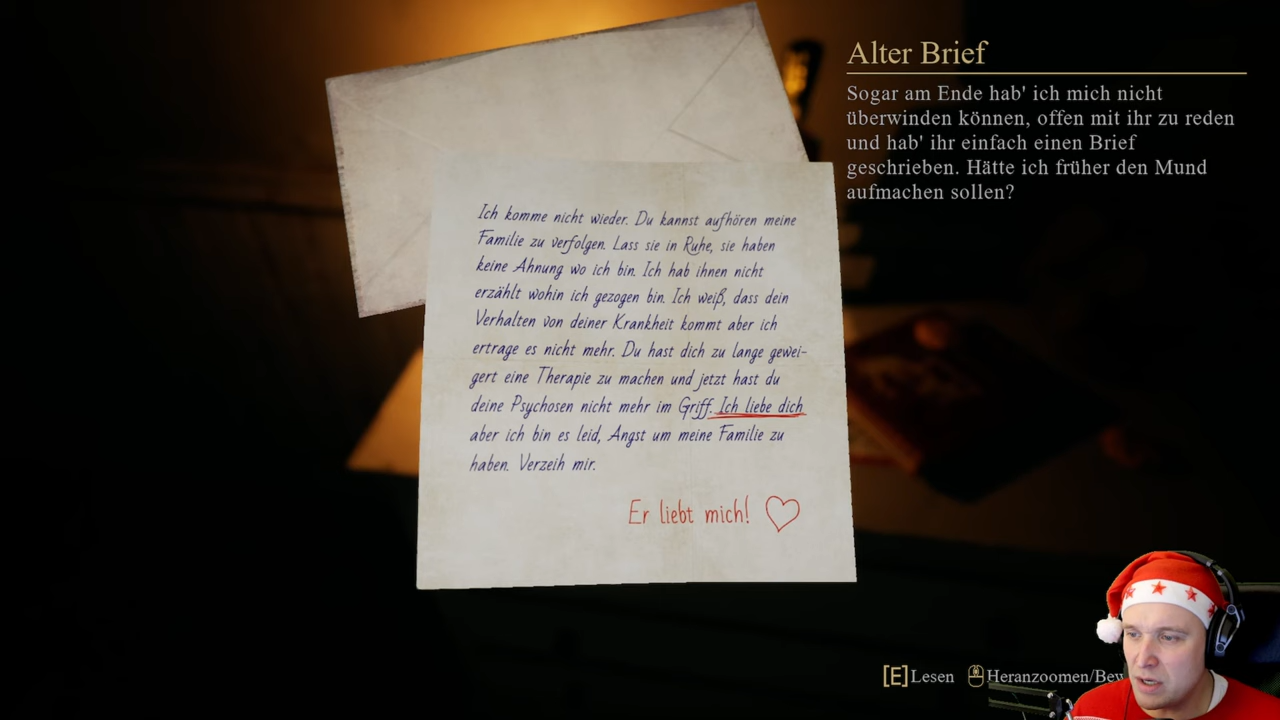 Alter Brief
Sogar am Ende hab' ich mich nicht
überwinden können, offen mit ihr zu reden
und hab' ihr einfach einen Brief
geschrieben. Hätte ich früher den Mund
aufmachen sollen?
Ich komme nicht wieder. Du kannst aufhören meine
Familie zu verfolgen. Lass sie in Ruhe, sie haben
keine Ahnung wo ich bin. Ich hab ihnen nicht
erzählt wohin ich gezogen bin. Ich weiß, dass dein
Verhalten von deiner Krankheit kommt aber ich
ertrage es nicht mehr. Du hast dich zu lange gewei-
gert eine Therapie zu machen und jetzt hast du
deine Psychosen nicht mehr im Griff. Ich liebe dich
aber ich bin es leid, Angst um meine Familie zu
haben. Verzeih mir.
Er liebt mich!
[E]Lesen Heranzoomen/Bew